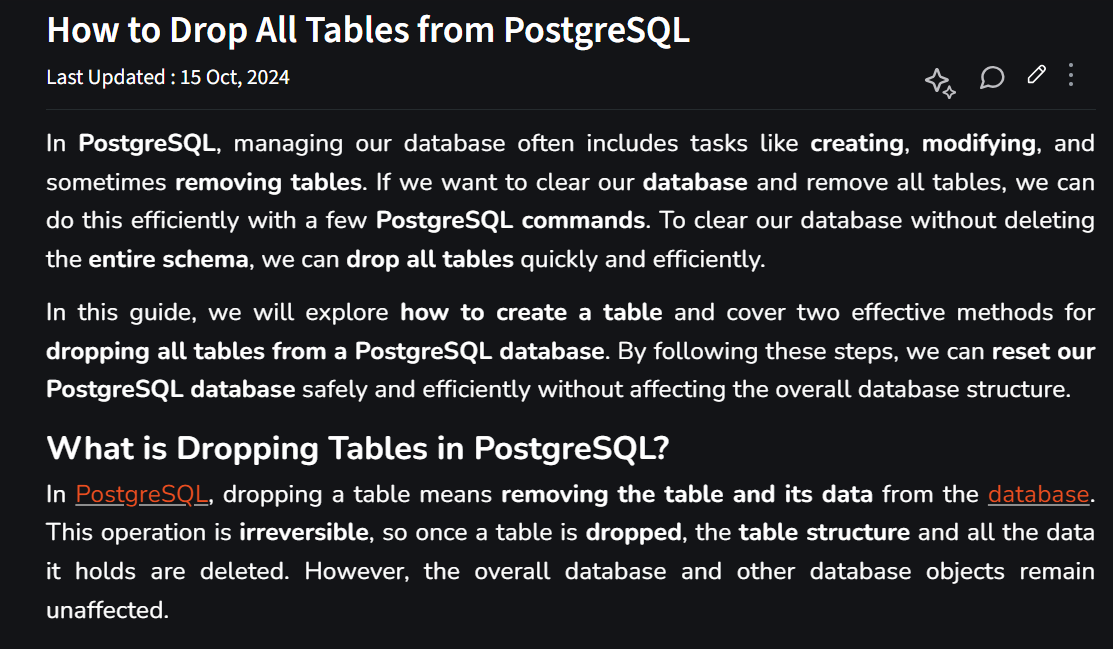 How to Drop All Tables from PostgreSQL
Last Updated : 15 Oct, 2024
In PostgreSQL, managing our database often includes tasks like creating, modifying, and
sometimes removing tables. If we want to clear our database and remove all tables, we can
do this efficiently with a few PostgreSQL commands. To clear our database without deleting
the entire schema, we can drop all tables quickly and efficiently.
In this guide, we will explore how to create a table and cover two effective methods for
dropping all tables from a PostgreSQL database. By following these steps, we can reset our
PostgreSQL database safely and efficiently without affecting the overall database structure.
What is Dropping Tables in PostgreSQL?
In PostgreSQL, dropping a table means removing the table and its data from the database.
This operation is irreversible, so once a table is dropped, the table structure and all the data
it holds are deleted. However, the overall database and other database objects remain
unaffected.